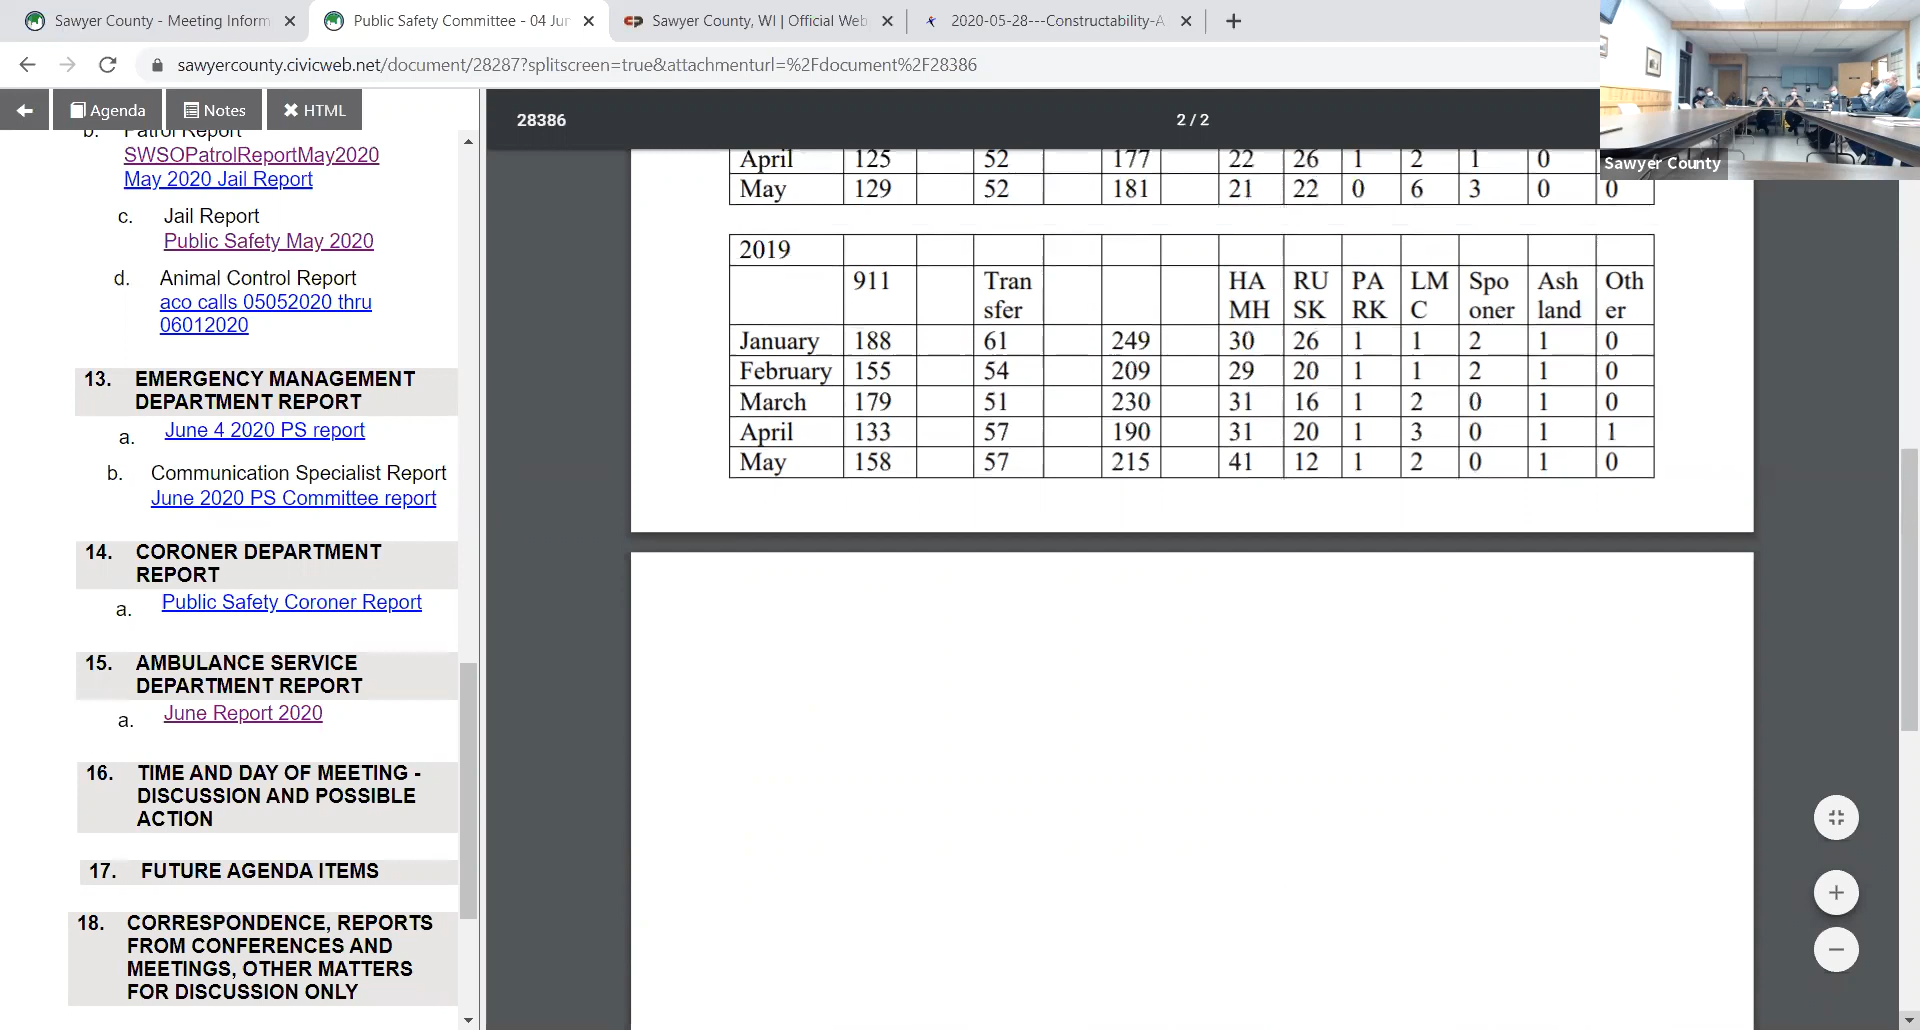 Sawyer County - Meeting Inform
Public Safety Committee - 04 Jun
Sawyer County, WI | Official Web
2020-05-28---Constructability-A
sawyercounty.civicweb.net/document/28287?splitscreen=true&attachmenturl=%2Fdocument%2F28386
Agenda
Notes
HTML
b. Patrol Report
SWSOPatrolReportMay2020
May 2020 Jail Report
c. Jail Report
Public Safety May 2020
d. Animal Control Report
aco calls 05052020 thru
06012020
13. EMERGENCY MANAGEMENT
DEPARTMENT REPORT
a. June 4 2020 PS report
b. Communication Specialist Report
June 2020 PS Committee report
14. CORONER DEPARTMENT
REPORT
a. Public Safety Coroner Report
15. AMBULANCE SERVICE
DEPARTMENT REPORT
a. June Report 2020
16. TIME AND DAY OF MEETING -
DISCUSSION AND POSSIBLE
ACTION
17. FUTURE AGENDA ITEMS
18. CORRESPONDENCE, REPORTS
FROM CONFERENCES AND
MEETINGS, OTHER MATTERS
FOR DISCUSSION ONLY
28386
2 / 2
Sawyer County
April 125 52 177 22 26 1 2 1 0
May 129 52 181 21 22 0 6 3 0 0
2019
911 Tran HA RU PA LM Spo Ash Oth
sfer MH SK RK C oner land er
January 188 61 249 30 26 1 1 2 1 0
February 155 54 209 29 20 1 1 2 1 0
March 179 51 230 31 16 1 2 0 1 0
April 133 57 190 31 20 1 3 0 1 1
May 158 57 215 41 12 1 2 0 1 0